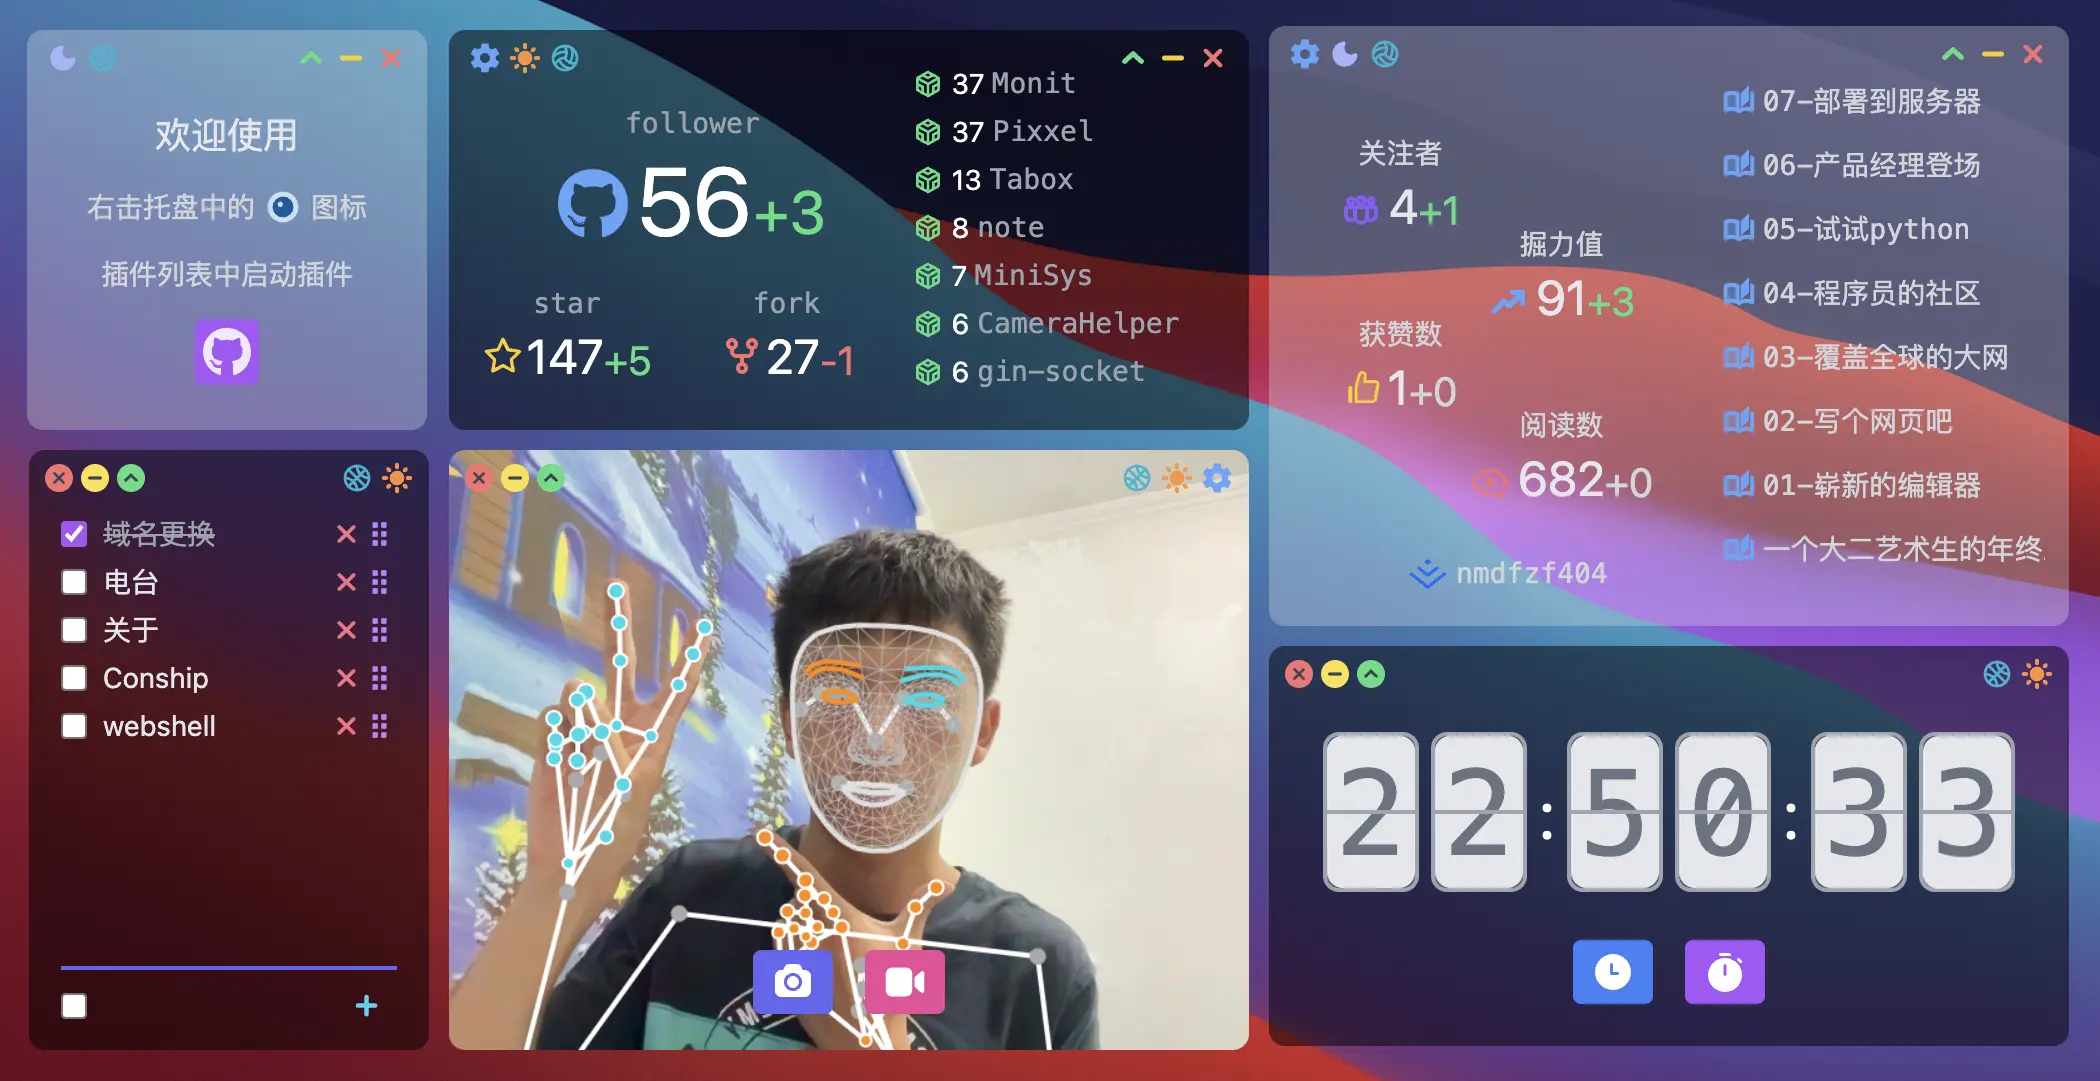 欢迎使用
右击托盘中的 图标
插件列表中启动插件
follower
56+3
star
147+5
fork
27-1
37 Monit
37 Pixxel
13 Tabox
8 note
7 MiniSys
6 CameraHelper
6 gin-socket
关注者
4+1
掘力值
91+3
获赞数
1+0
阅读数
682+0
nmdfzf404
07-部署到服务器
06-产品经理登场
05-试试python
04-程序员的社区
03-覆盖全球的大网
02-写个网页吧
01-崭新的编辑器
一个大二艺术生的年终
域名更换
电台
关于
Conship
webshell
22:50:33